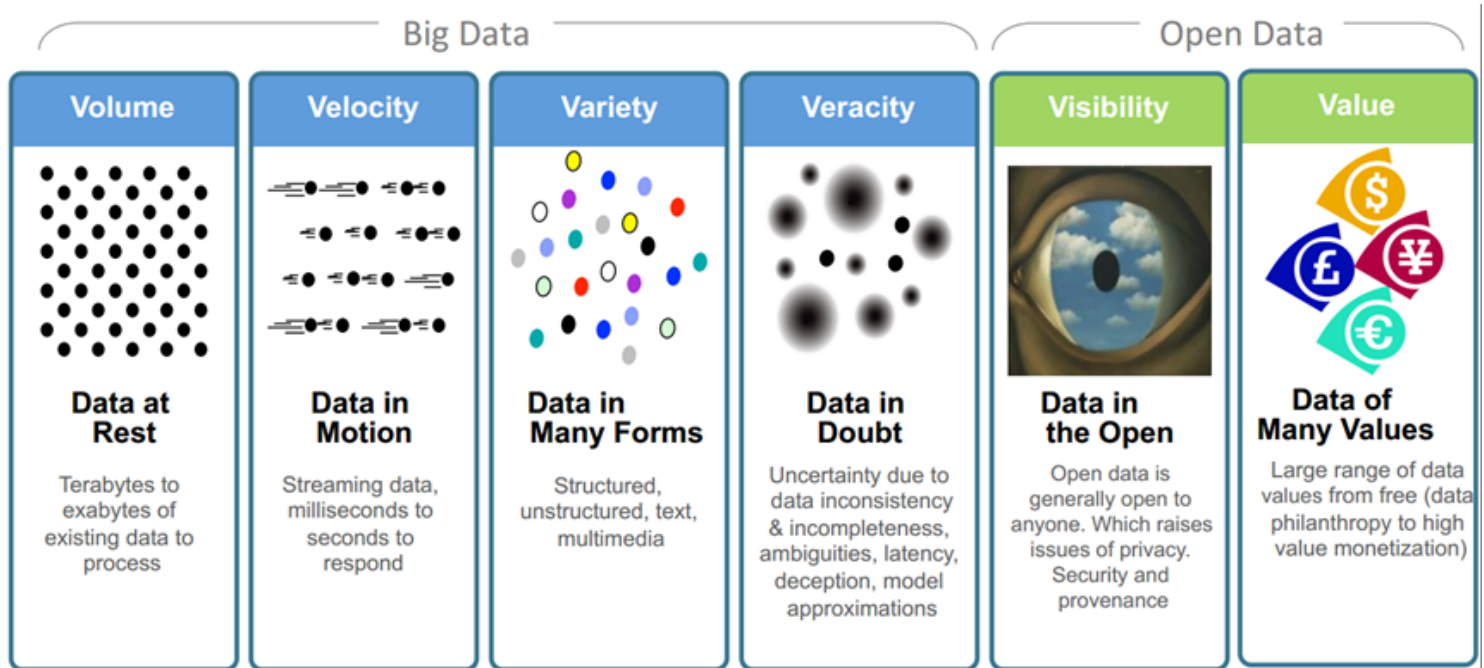 Big Data
Open Data
Volume
Velocity
Variety
Veracity
Visibility
Value
$
£
¥
€
Data at
Rest
Terabytes to
exabytes of
existing data to
process
Data in
Motion
Streaming data,
milliseconds to
seconds to
respond
Data in
Many Forms
Structured,
unstructured, text,
multimedia
Data in
Doubt
Uncertainty due to
data inconsistency
& incompleteness,
ambiguities, latency,
deception, model
approximations
Data in
the Open
Open data is
generally open to
anyone. Which raises
issues of privacy.
Security and
provenance
Data of
Many Values
Large range of data
values from free (data
philanthropy to high
value monetization)